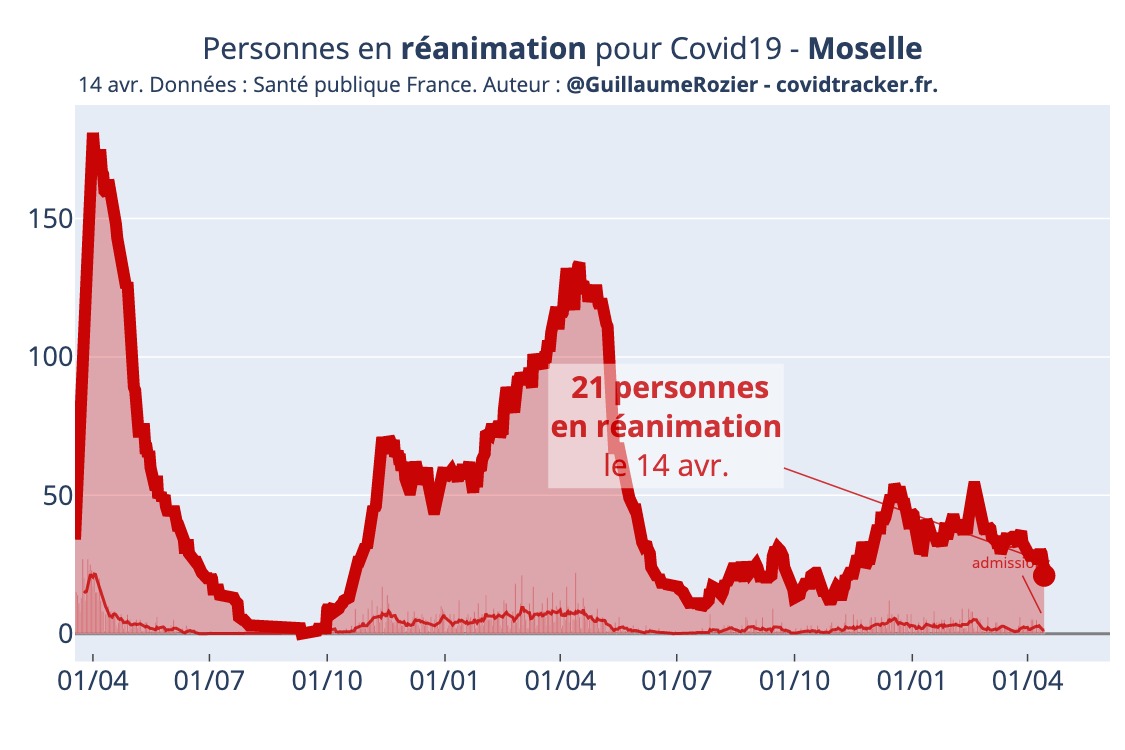 Personnes en réanimation pour Covid19 - Moselle
14 avr. Données : Santé publique France. Auteur : @GuillaumeRozier - covidtracker.fr.
150
100
50
0
21 personnes
en réanimation
le 14 avr.
admissio
01/04 01/07 01/10 01/01 01/04 01/07 01/10 01/01 01/04